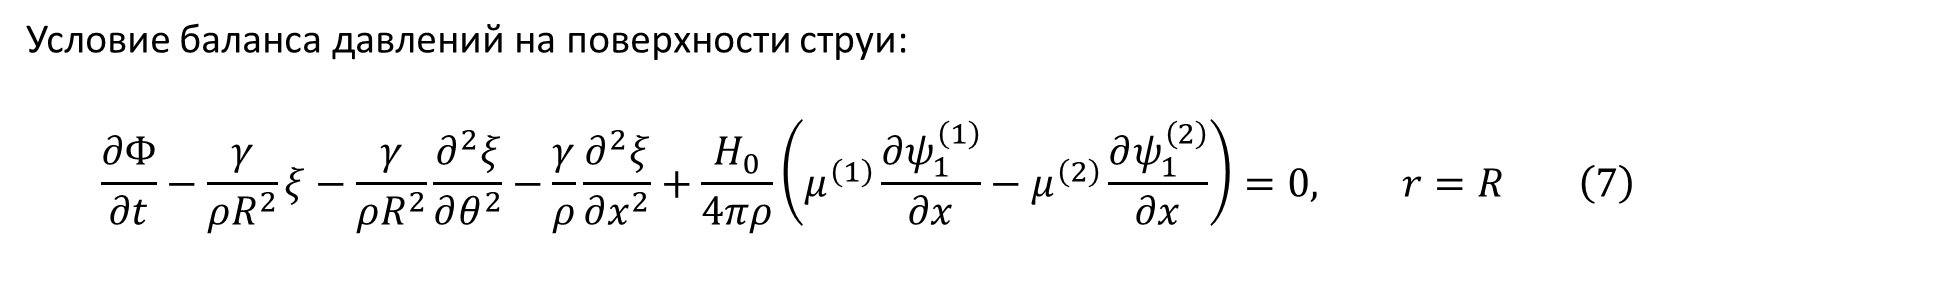 Условие баланса давлений на поверхности струи:
∂Φ/∂t − γ/(ρR²) ξ − γ/(ρR²) ∂²ξ/∂θ² − γ/ρ ∂²ξ/∂x² + H₀/(4πρ) (μ⁽¹⁾ ∂ψ₁⁽¹⁾/∂x − μ⁽²⁾ ∂ψ₁⁽²⁾/∂x) = 0, r = R (7)